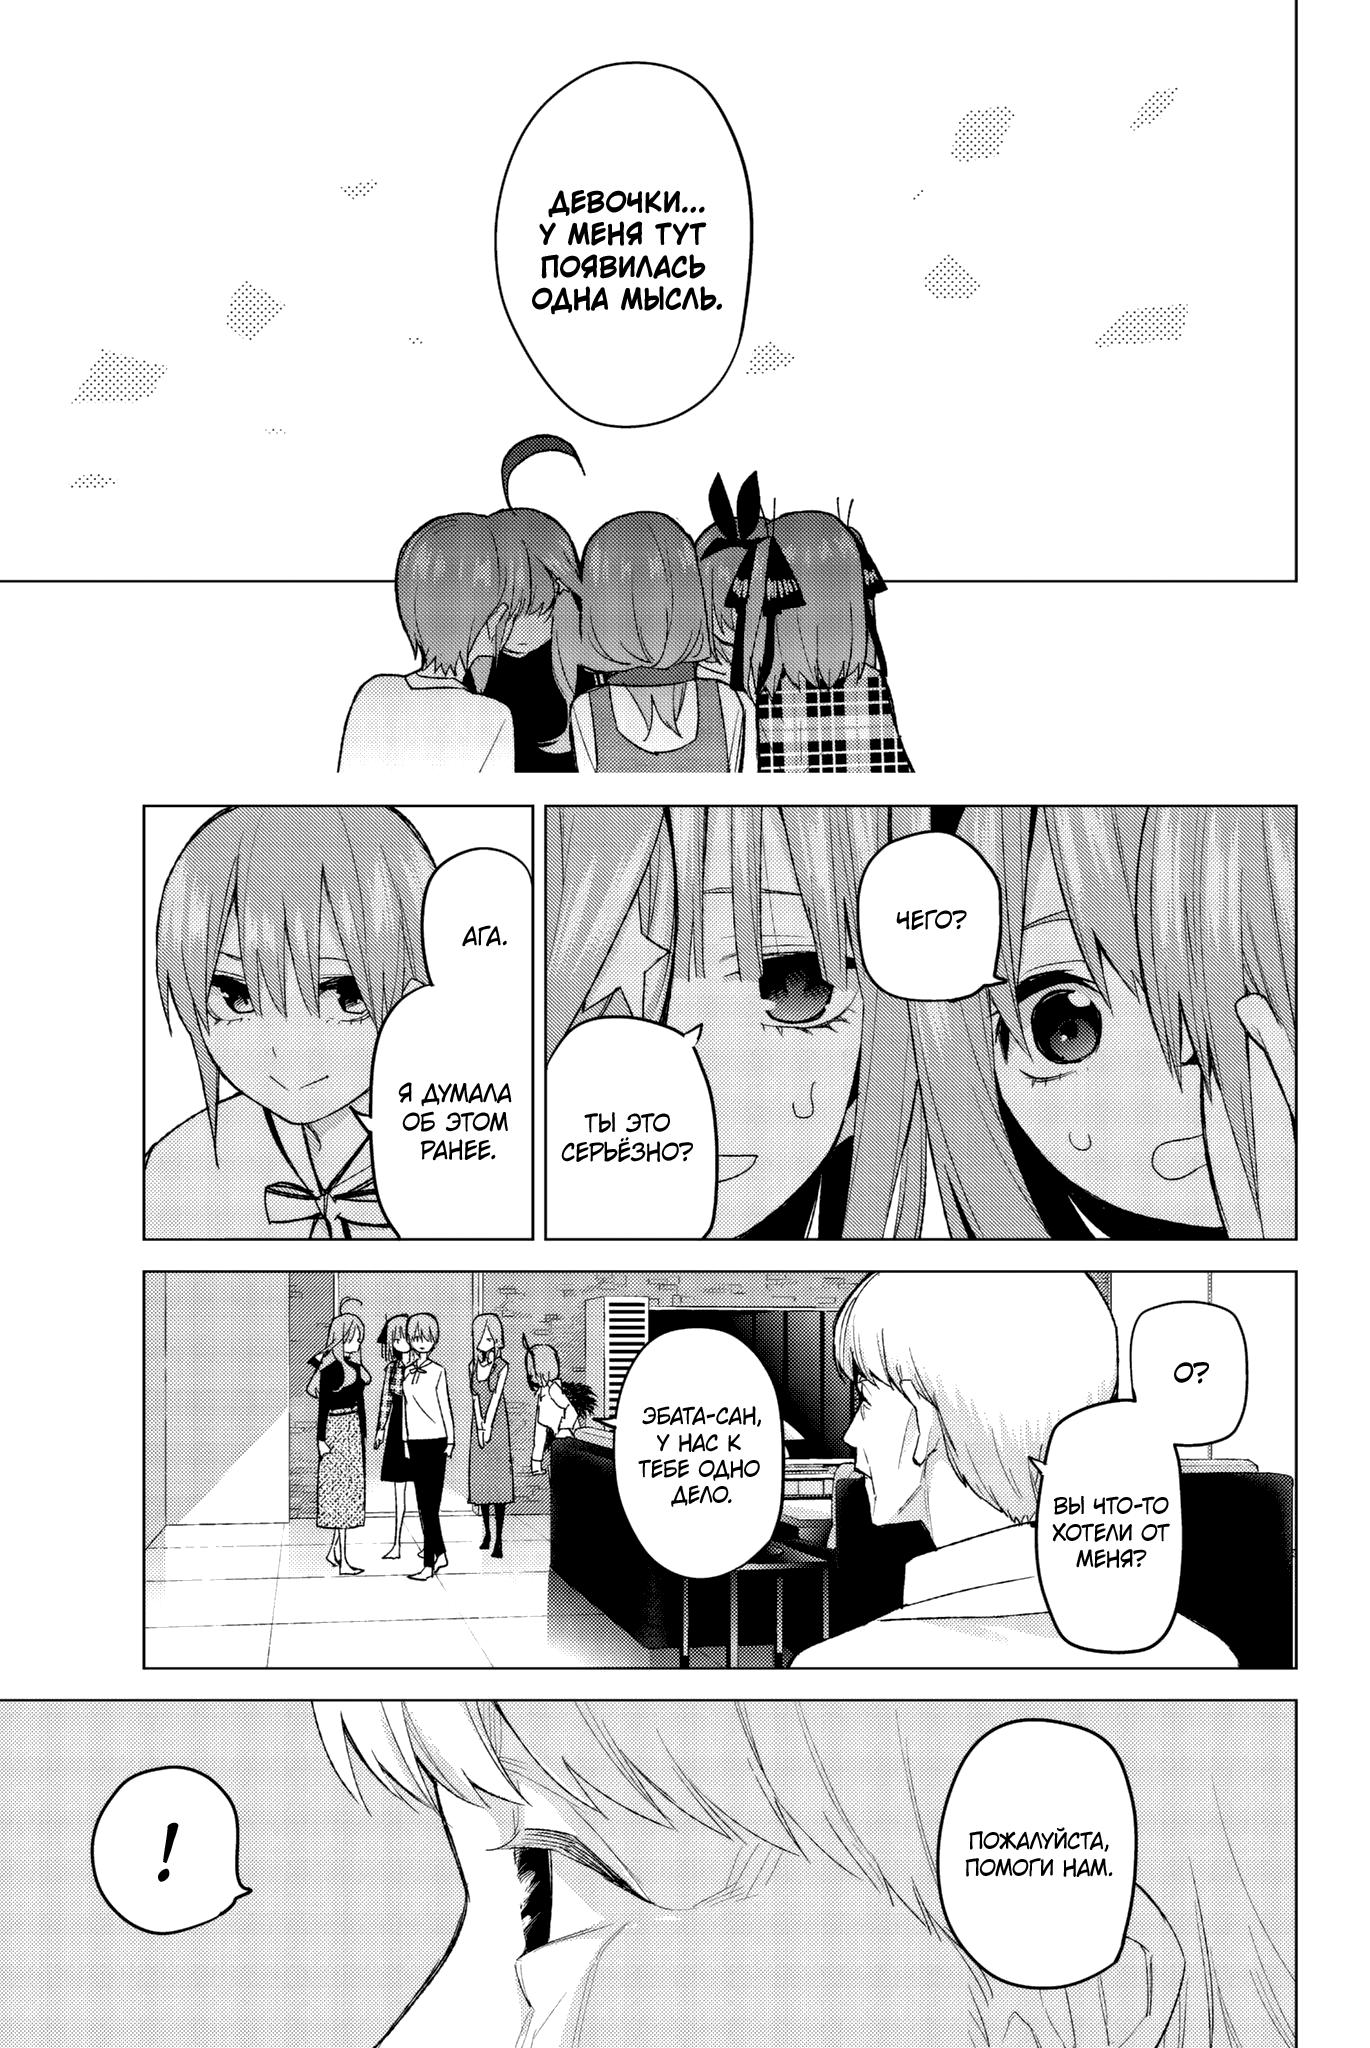 ДЕВОЧКИ...
У МЕНЯ ТУТ
ПОЯВИЛАСЬ
ОДНА МЫСЛЬ.
ЧЕГО?
ТЫ ЭТО
СЕРЬЁЗНО?
АГА.
Я ДУМАЛА
ОБ ЭТОМ
РАНЕЕ.
О?
ВЫ ЧТО-ТО
ХОТЕЛИ ОТ
МЕНЯ?
ЭБАТА-САН,
У НАС К
ТЕБЕ ОДНО
ДЕЛО.
ПОЖАЛУЙСТА,
ПОМОГИ НАМ.
!